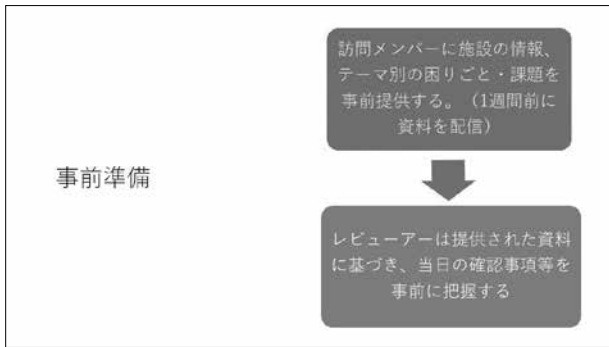 事前準備
訪問メンバーに施設の情報、
テーマ別の困りごと・課題を
事前提供する。（1週間前に
資料を配信）
レビューアーは提供された資料
に基づき、当日の確認事項等を
事前に把握する